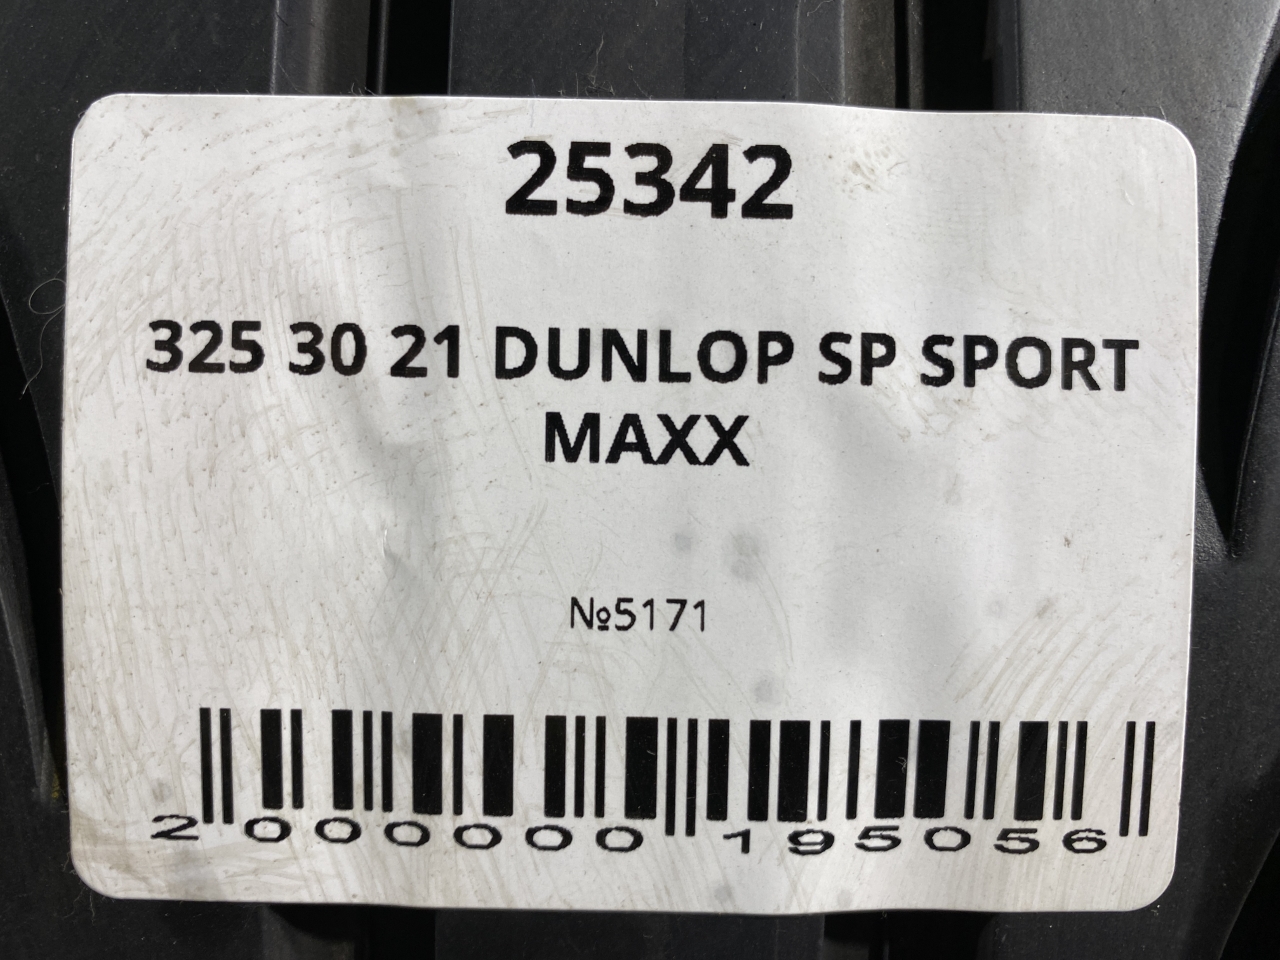 25342
325 30 21 DUNLOP SP SPORT
MAXX
№5171
2 000000 195056